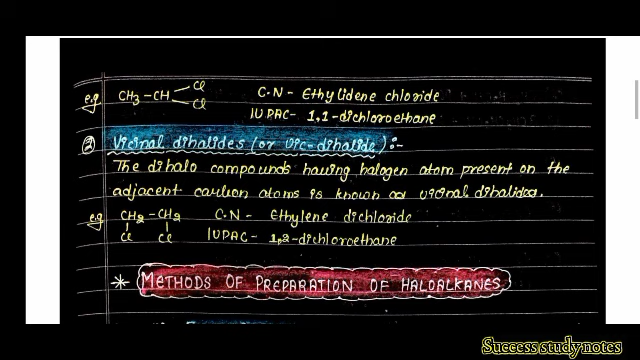 Cl
e.g CH3-CH C.N- Ethylidene chloride
Cl
IUPAC- 1,1-dichloroethane
② Vicinal dihalides (or vic-dihalide):-
The dihalo compounds having halogen atom present on the
adjacent carbon atoms is known as vicinal dihalides.
e.g CH2-CH2 C.N- Ethylene dichloride
Cl Cl IUPAC- 1,2-dichloroethane
* METHODS OF PREPARATION OF HALOALKANES
Success study notes